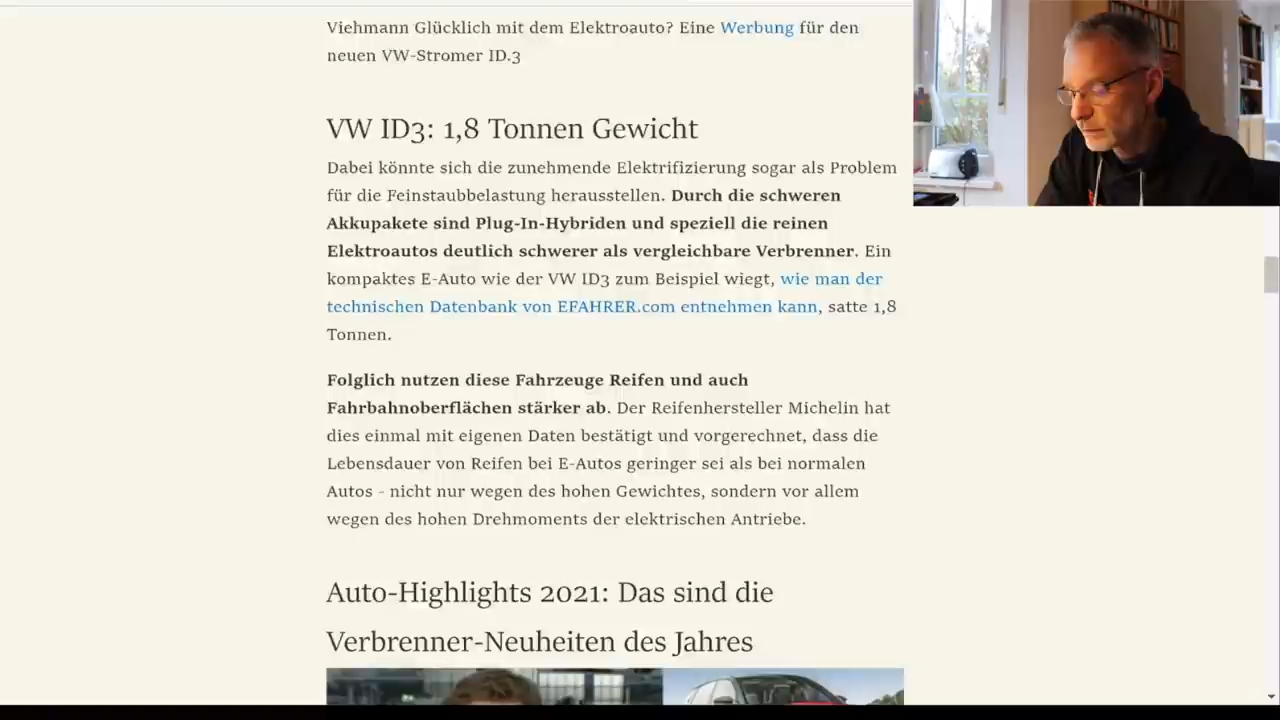 Viehmann Glücklich mit dem Elektroauto? Eine Werbung für den
neuen VW-Stromer ID.3
VW ID3: 1,8 Tonnen Gewicht
Dabei könnte sich die zunehmende Elektrifizierung sogar als Problem
für die Feinstaubbelastung herausstellen. Durch die schweren
Akkupakete sind Plug-In-Hybriden und speziell die reinen
Elektroautos deutlich schwerer als vergleichbare Verbrenner. Ein
kompaktes E-Auto wie der VW ID3 zum Beispiel wiegt, wie man der
technischen Datenbank von EFAHRER.com entnehmen kann, satte 1,8
Tonnen.
Folglich nutzen diese Fahrzeuge Reifen und auch
Fahrbahnoberflächen stärker ab. Der Reifenhersteller Michelin hat
dies einmal mit eigenen Daten bestätigt und vorgerechnet, dass die
Lebensdauer von Reifen bei E-Autos geringer sei als bei normalen
Autos - nicht nur wegen des hohen Gewichtes, sondern vor allem
wegen des hohen Drehmoments der elektrischen Antriebe.
Auto-Highlights 2021: Das sind die
Verbrenner-Neuheiten des Jahres